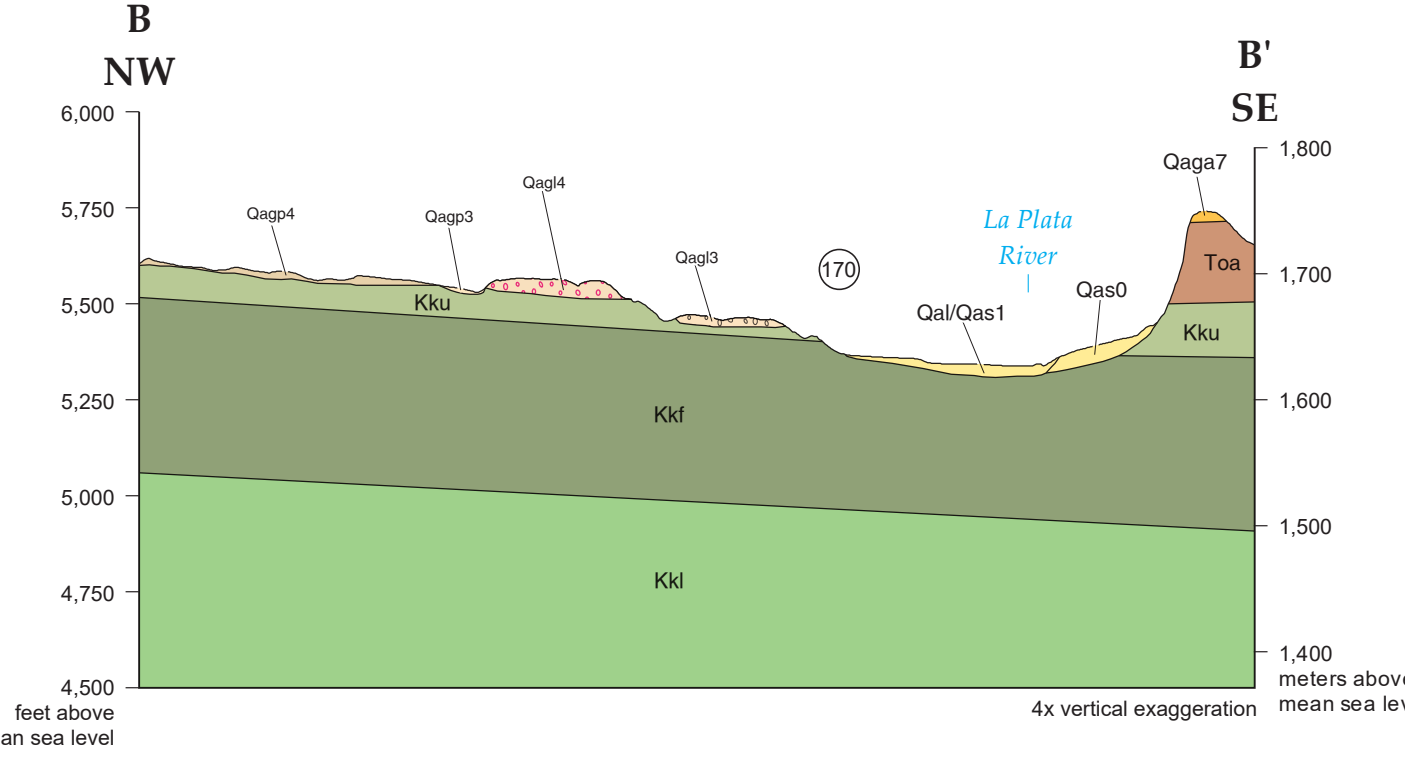 B
NW
B'
SE
6,000
5,750
5,500
5,250
5,000
4,750
4,500
feet above
an sea level
1,800
1,700
1,600
1,500
1,400
meters above
mean sea lev
4x vertical exaggeration
Qagp4
Qagp3
Qagl4
Qagl3
170
La Plata
River
Qal/Qas1
Qas0
Qaga7
Toa
Kku
Kku
Kkf
Kkl